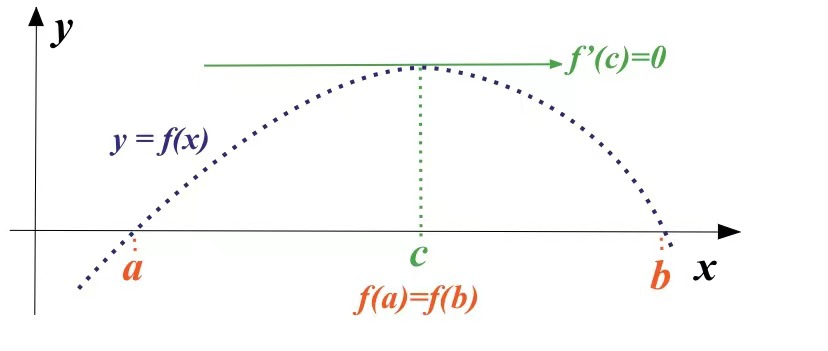 y
f'(c)=0
y = f(x)
a
c
b
x
f(a)=f(b)